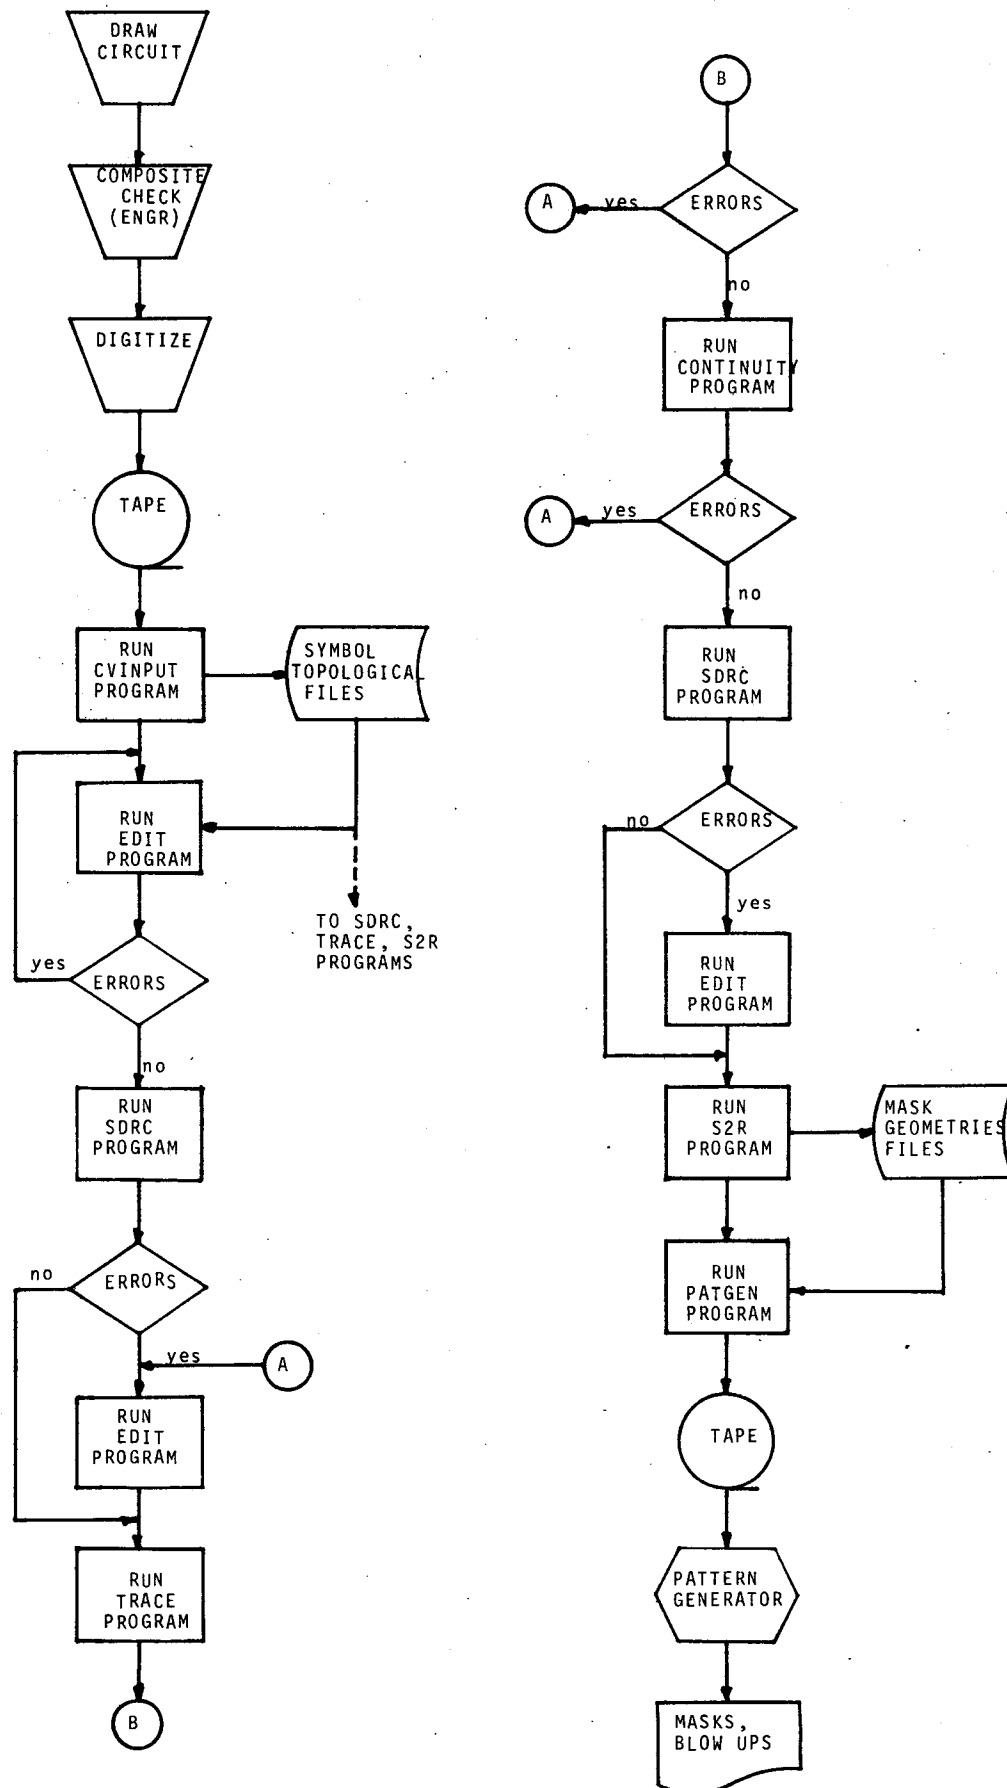 DRAW
CIRCUIT
COMPOSITE
CHECK
(ENGR)
DIGITIZE
TAPE
RUN
CVINPUT
PROGRAM
SYMBOL
TOPOLOGICAL
FILES
RUN
EDIT
PROGRAM
TO SDRC,
TRACE, S2R
PROGRAMS
yes
ERRORS
no
RUN
SDRC
PROGRAM
no
ERRORS
yes
A
RUN
EDIT
PROGRAM
RUN
TRACE
PROGRAM
B
B
A
yes
ERRORS
no
RUN
CONTINUITY
PROGRAM
A
yes
ERRORS
no
RUN
SDRC
PROGRAM
no
ERRORS
yes
RUN
EDIT
PROGRAM
RUN
S2R
PROGRAM
MASK
GEOMETRIES
FILES
RUN
PATGEN
PROGRAM
TAPE
PATTERN
GENERATOR
MASKS,
BLOW UPS